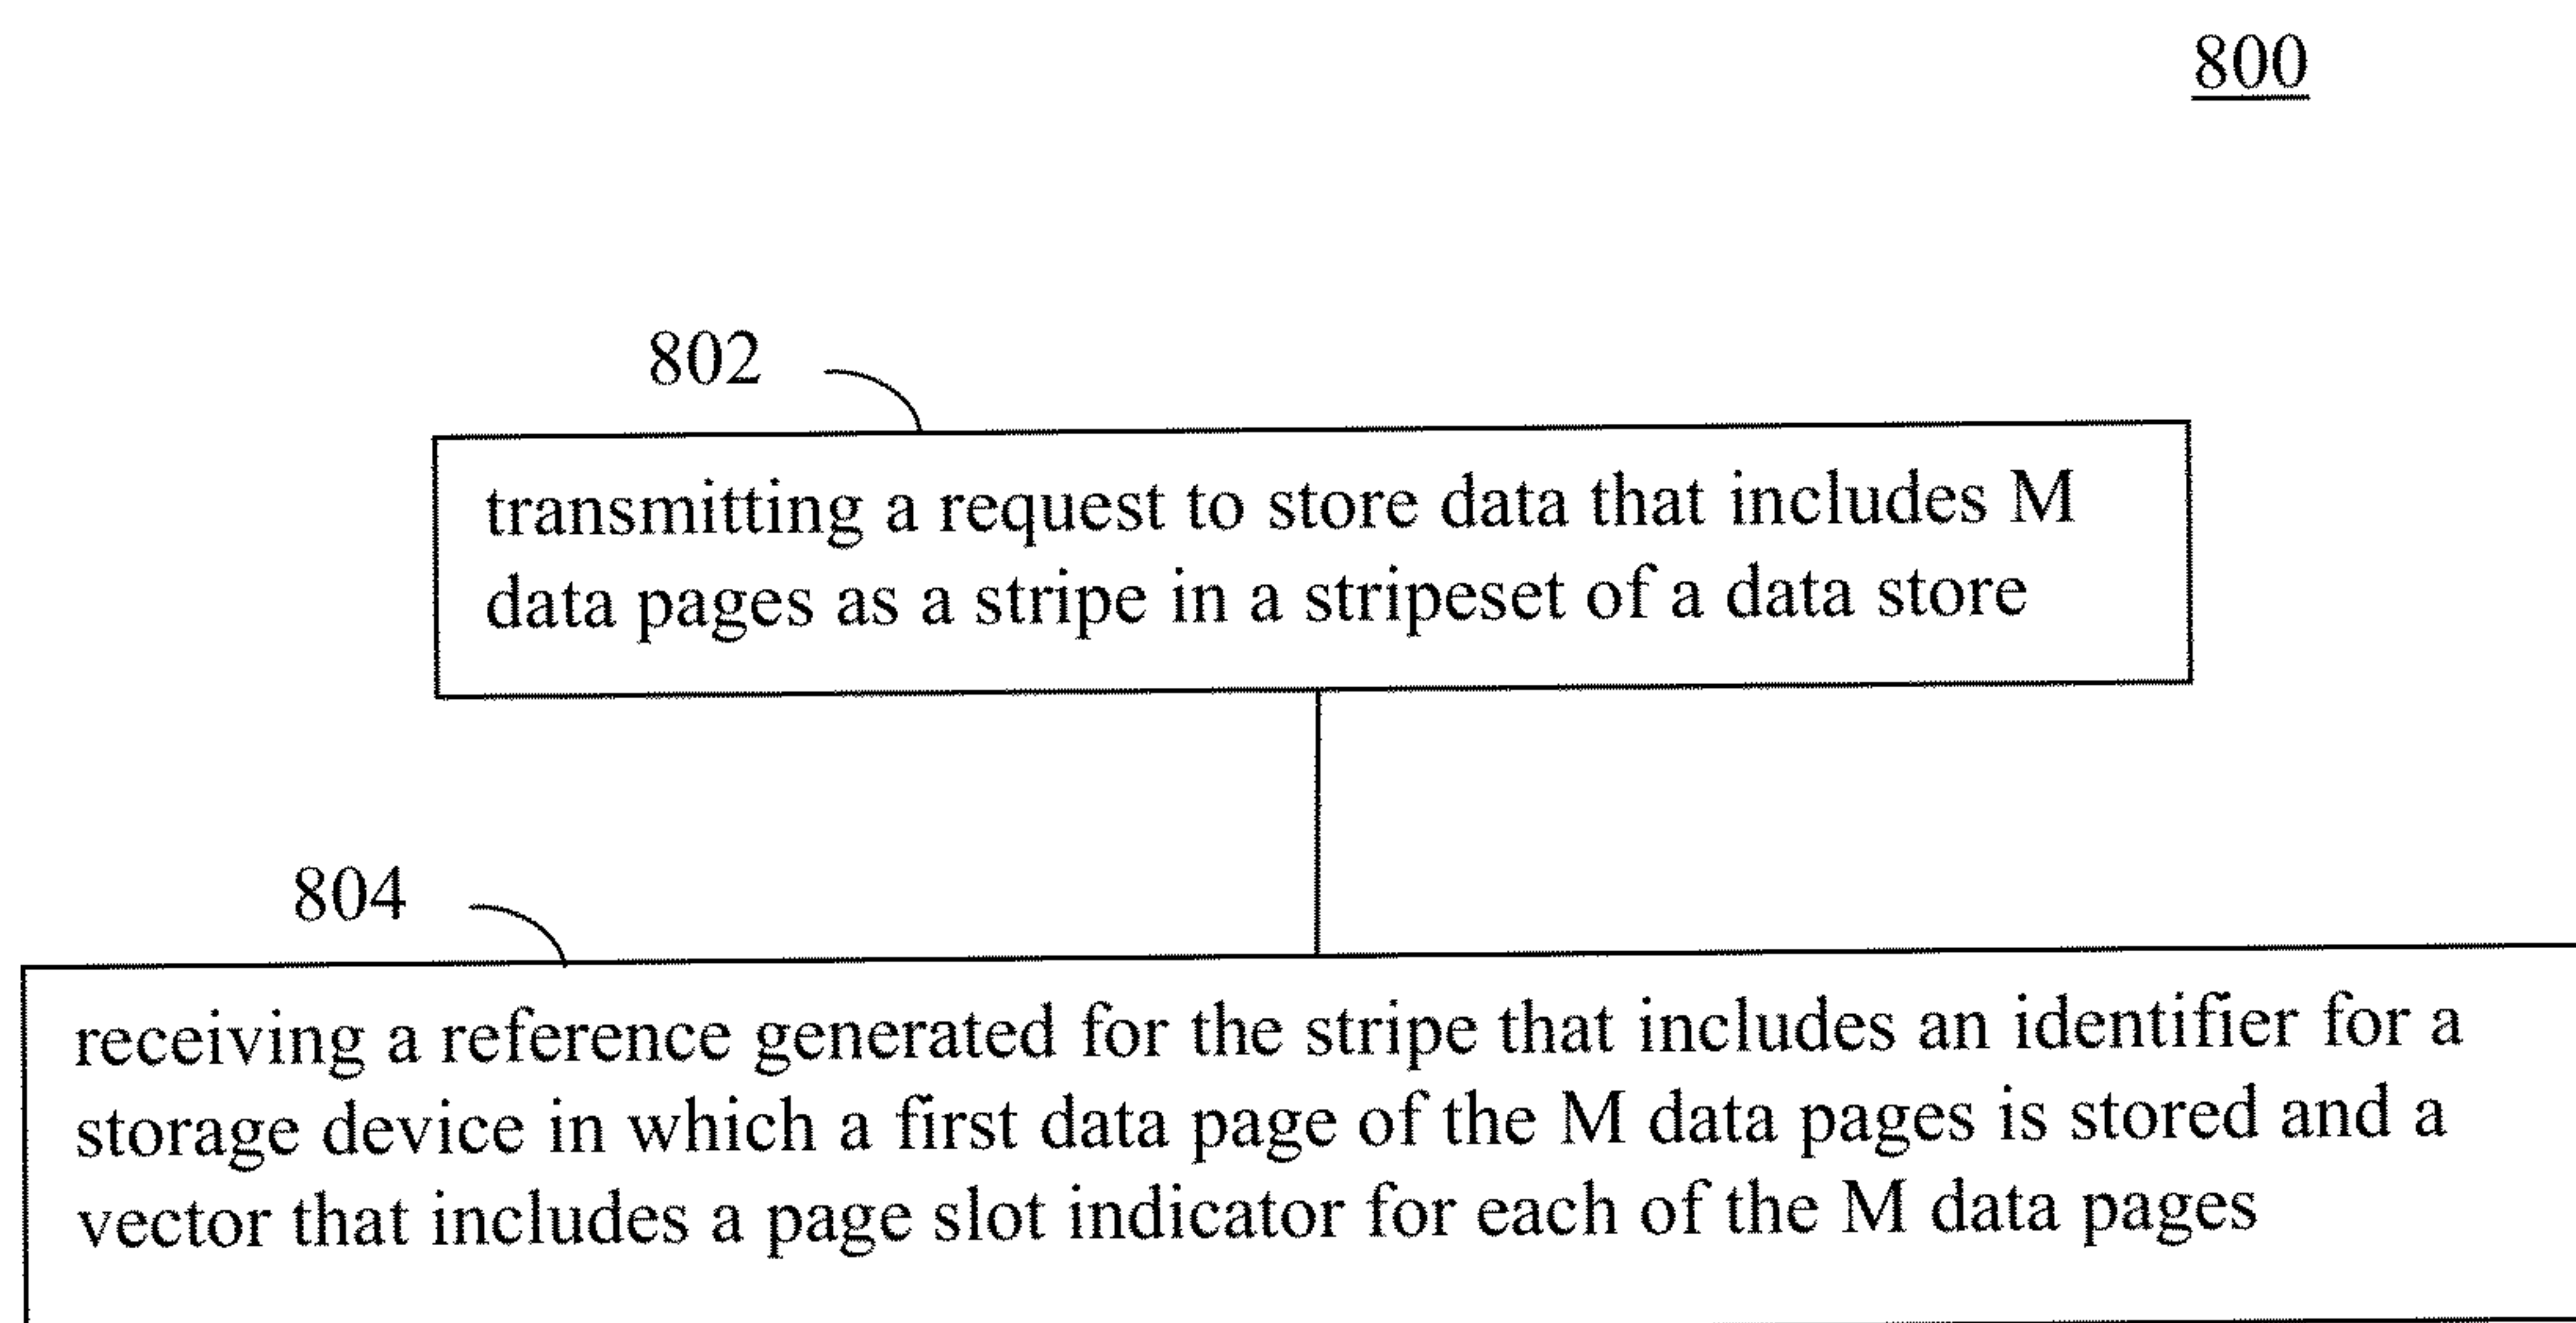 800
802
transmitting a request to store data that includes M
data pages as a stripe in a stripeset of a data store
804
receiving a reference generated for the stripe that includes an identifier for a
storage device in which a first data page of the M data pages is stored and a
vector that includes a page slot indicator for each of the M data pages